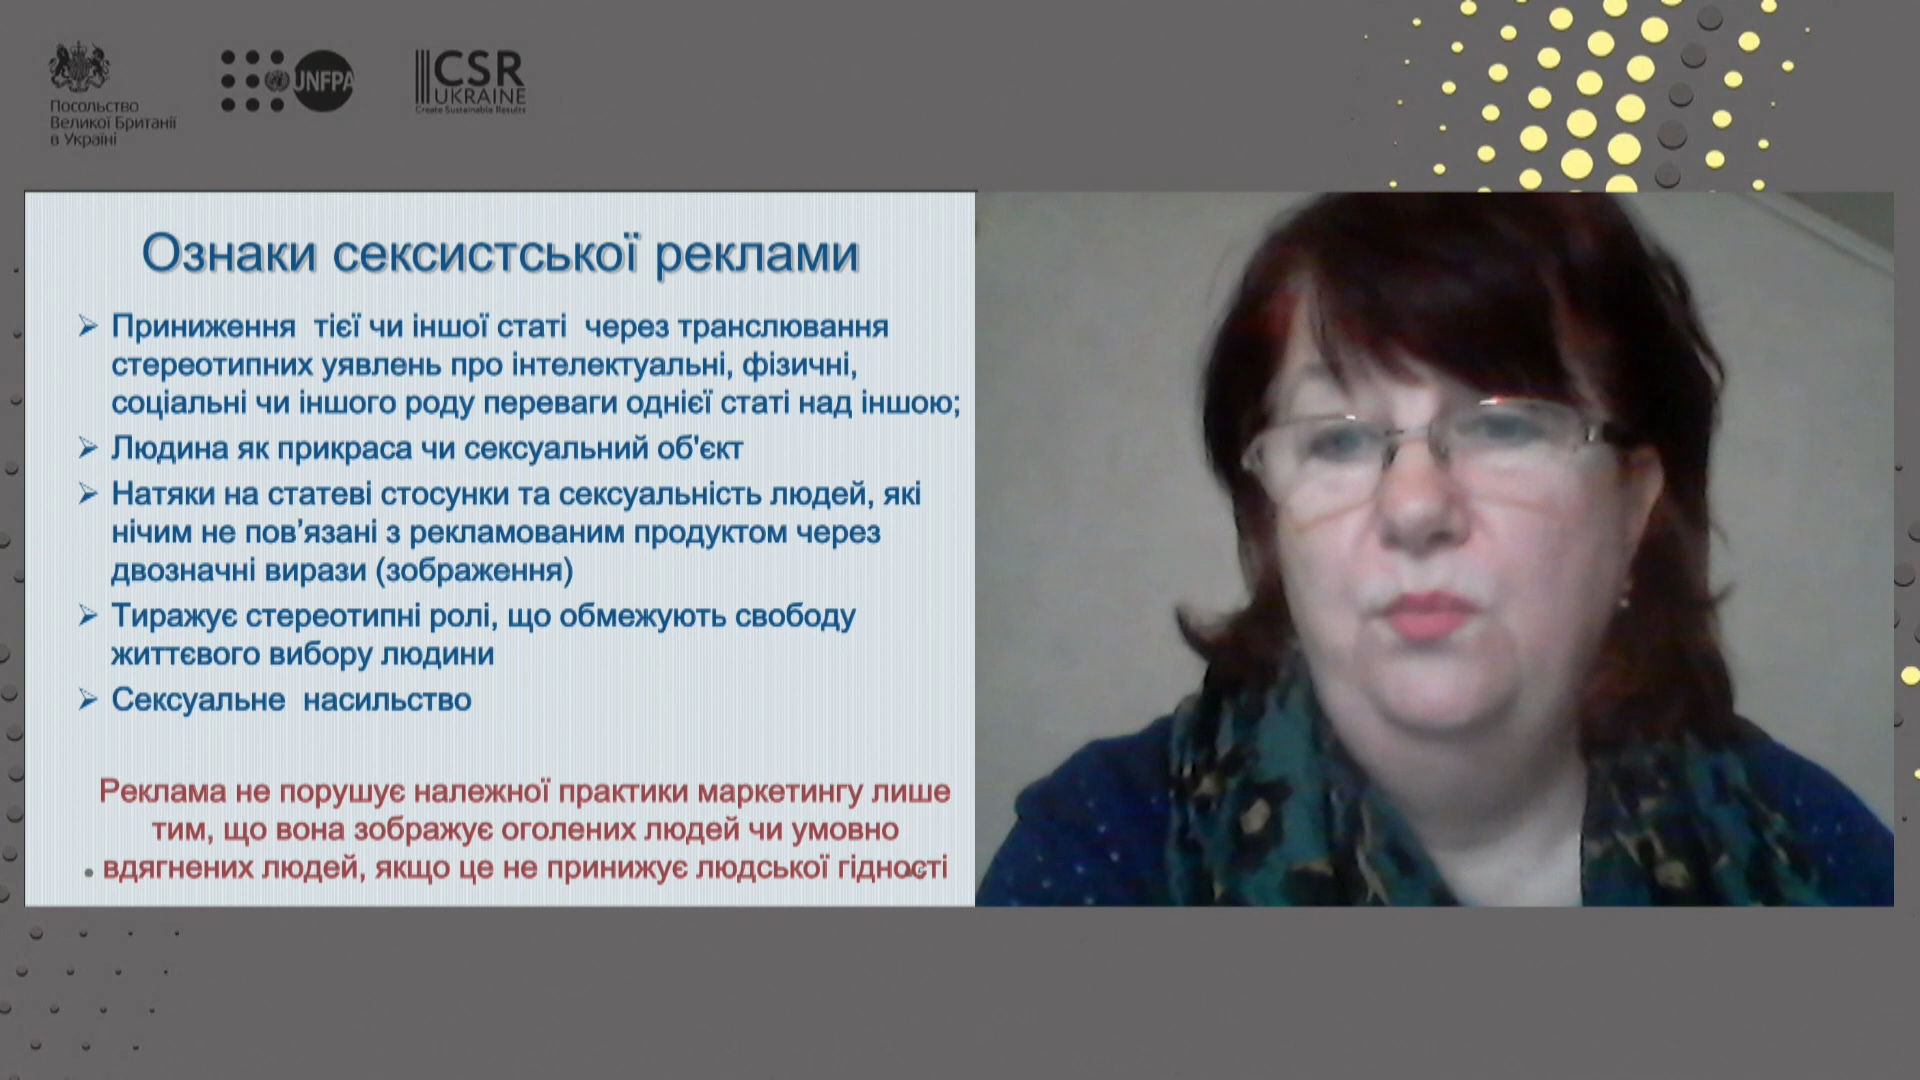 Посольство
Великої Британії
в Україні
UNFPA
CSR
UKRAINE
Create Sustainable Results
Ознаки сексистської реклами
Приниження тієї чи іншої статі через транслювання
стереотипних уявлень про інтелектуальні, фізичні,
соціальні чи іншого роду переваги однієї статі над іншою;
Людина як прикраса чи сексуальний об'єкт
Натяки на статеві стосунки та сексуальність людей, які
нічим не пов’язані з рекламованим продуктом через
двозначні вирази (зображення)
Тиражує стереотипні ролі, що обмежують свободу
життєвого вибору людини
Сексуальне насильство
Реклама не порушує належної практики маркетингу лише
тим, що вона зображує оголених людей чи умовно
вдягнених людей, якщо це не принижує людської гідності